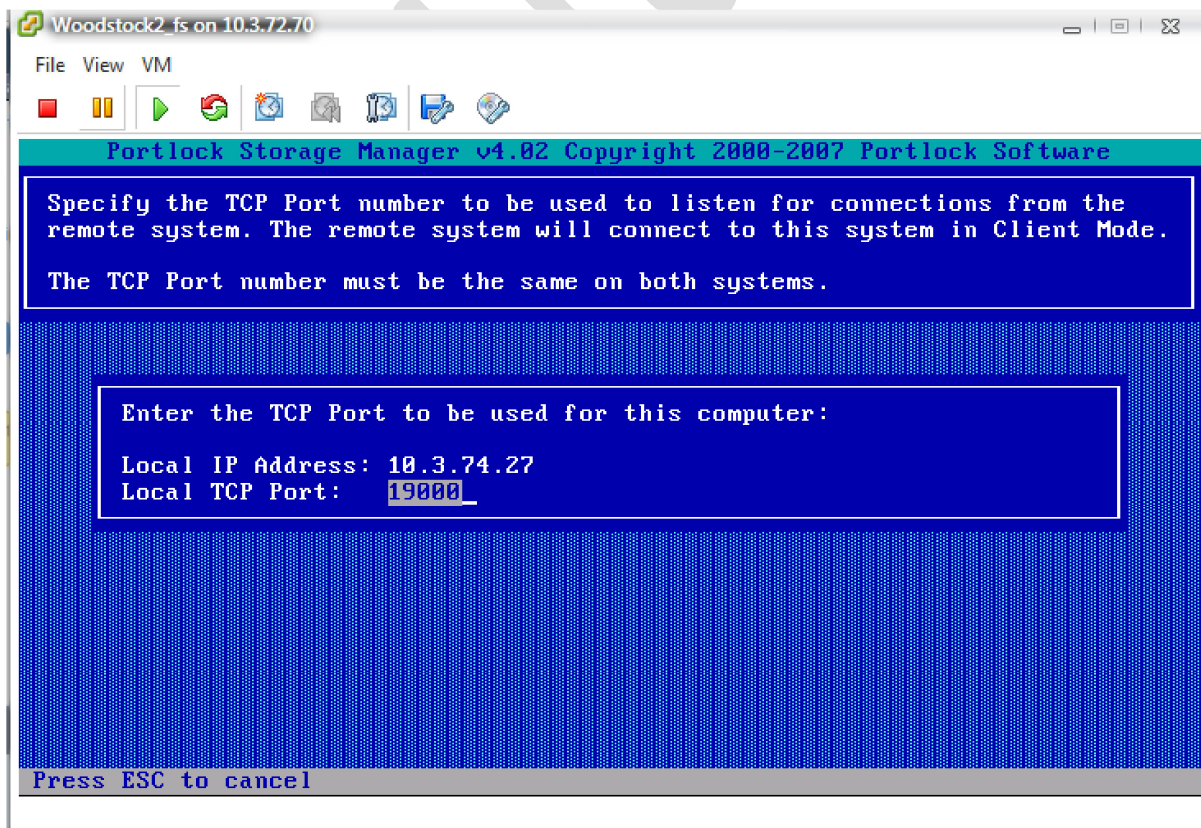 Woodstock2_fs on 10.3.72.70
File View VM
Portlock Storage Manager v4.02 Copyright 2000-2007 Portlock Software
Specify the TCP Port number to be used to listen for connections from the
remote system. The remote system will connect to this system in Client Mode.
The TCP Port number must be the same on both systems.
Enter the TCP Port to be used for this computer:
Local IP Address: 10.3.74.27
Local TCP Port: 19000_
Press ESC to cancel